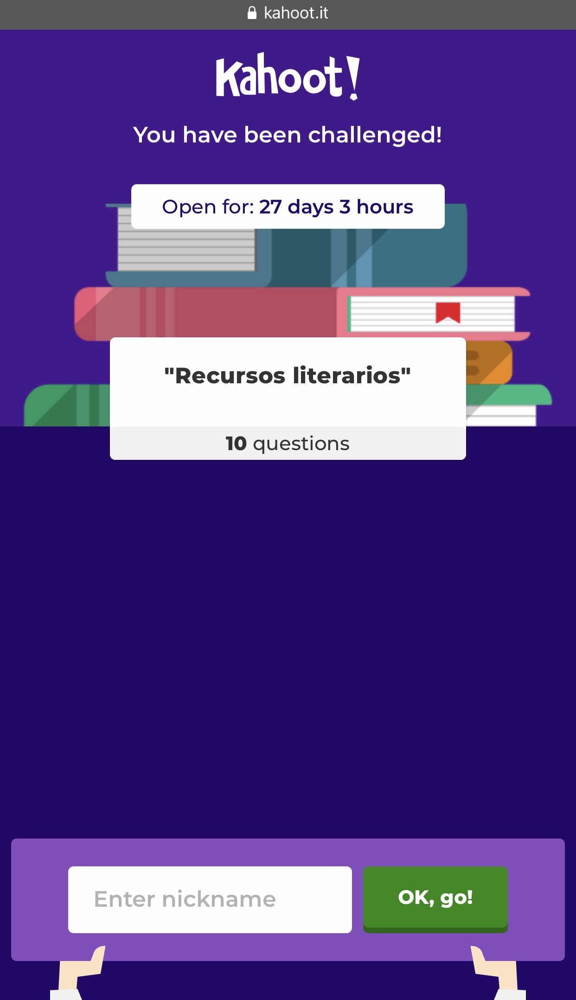 kahoot.it
Kahoot!
You have been challenged!
Open for: 27 days 3 hours
"Recursos literarios"
10 questions
Enter nickname
OK, go!